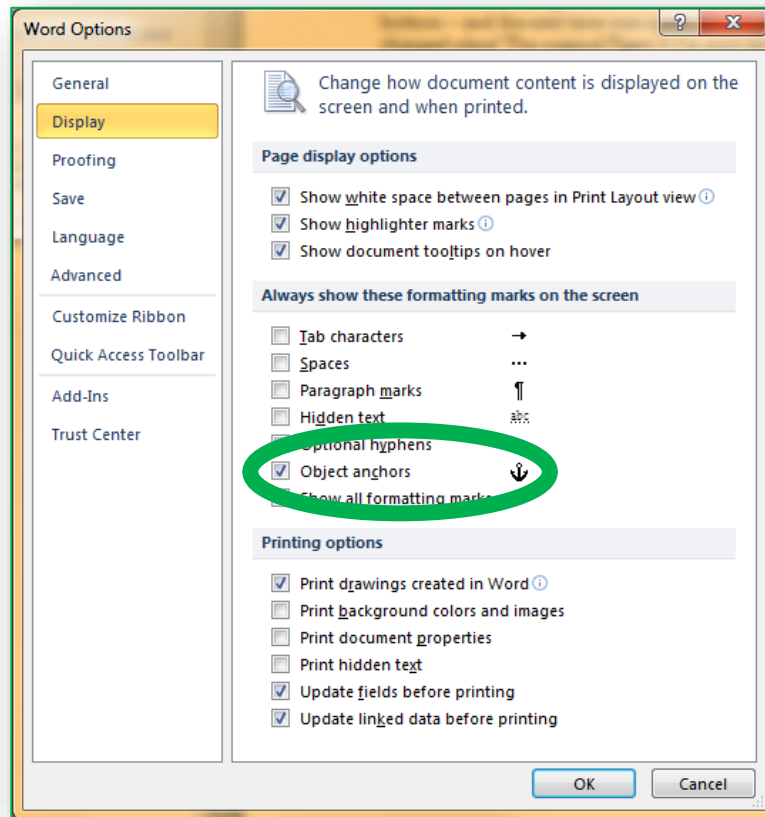 Word Options
General
Display
Proofing
Save
Language
Advanced
Customize Ribbon
Quick Access Toolbar
Add-Ins
Trust Center
Change how document content is displayed on the
screen and when printed.
Page display options
Show white space between pages in Print Layout view
Show highlighter marks
Show document tooltips on hover
Always show these formatting marks on the screen
Tab characters
Spaces
Paragraph marks ¶
Hidden text abc
Optional hyphens
Object anchors
Show all formatting marks
Printing options
Print drawings created in Word
Print background colors and images
Print document properties
Print hidden text
Update fields before printing
Update linked data before printing
OK Cancel